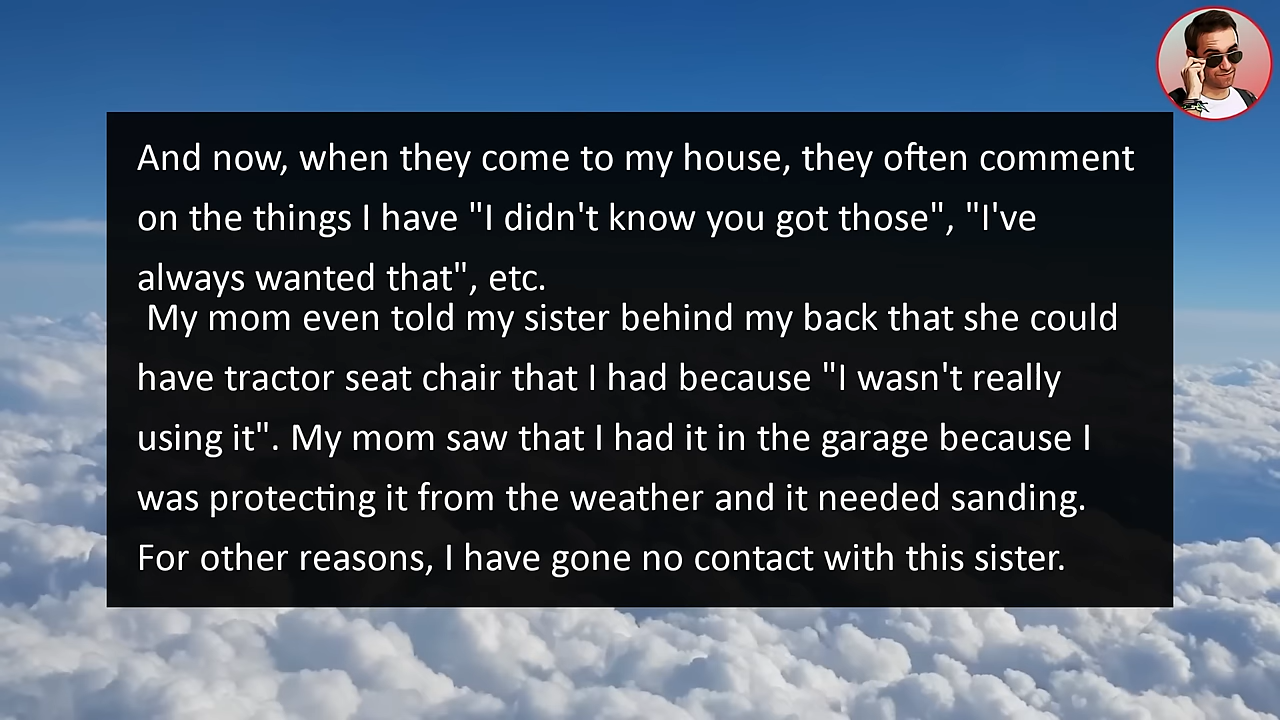 And now, when they come to my house, they often comment
on the things I have "I didn't know you got those", "I've
always wanted that", etc.
My mom even told my sister behind my back that she could
have tractor seat chair that I had because "I wasn't really
using it". My mom saw that I had it in the garage because I
was protecting it from the weather and it needed sanding.
For other reasons, I have gone no contact with this sister.